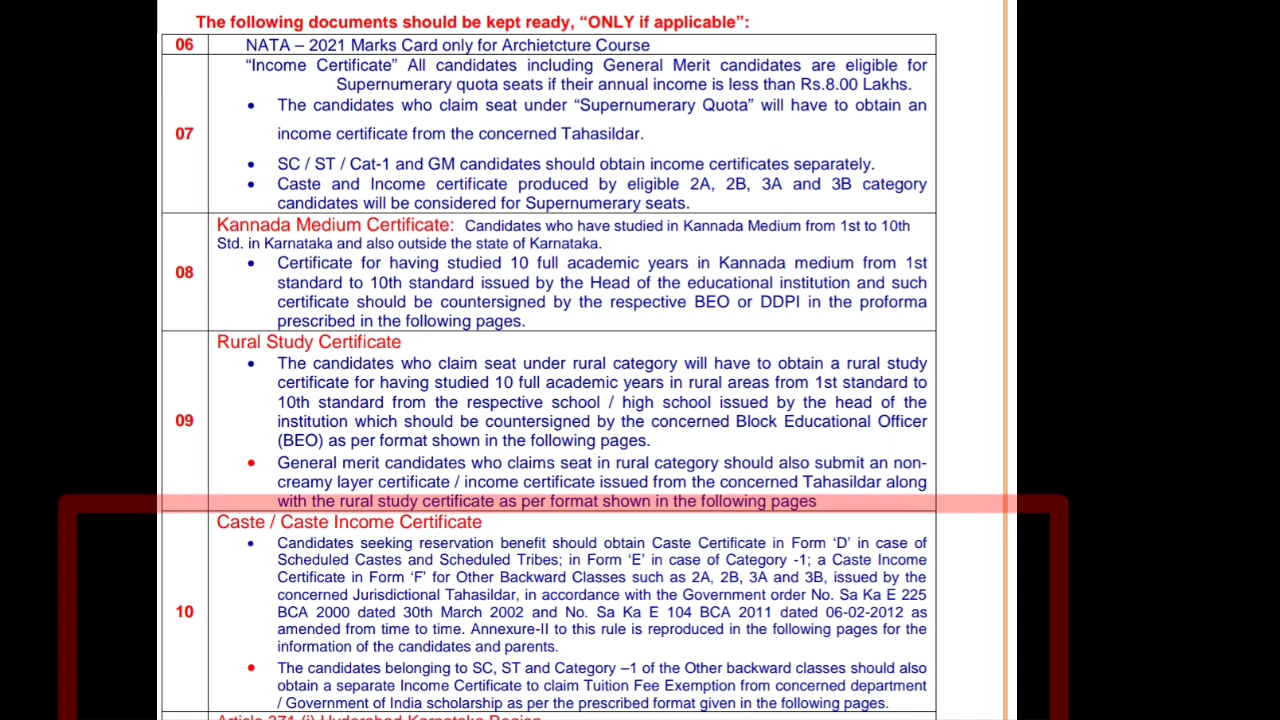 The following documents should be kept ready, “ONLY if applicable”:
06 NATA – 2021 Marks Card only for Archietcture Course
“Income Certificate” All candidates including General Merit candidates are eligible for
Supernumerary quota seats if their annual income is less than Rs.8.00 Lakhs.
• The candidates who claim seat under “Supernumerary Quota” will have to obtain an
07 income certificate from the concerned Tahasildar.
• SC / ST / Cat-1 and GM candidates should obtain income certificates separately.
• Caste and Income certificate produced by eligible 2A, 2B, 3A and 3B category
candidates will be considered for Supernumerary seats.
Kannada Medium Certificate: Candidates who have studied in Kannada Medium from 1st to 10th
Std. in Karnataka and also outside the state of Karnataka.
• Certificate for having studied 10 full academic years in Kannada medium from 1st
08 standard to 10th standard issued by the Head of the educational institution and such
certificate should be countersigned by the respective BEO or DDPI in the proforma
prescribed in the following pages.
Rural Study Certificate
• The candidates who claim seat under rural category will have to obtain a rural study
certificate for having studied 10 full academic years in rural areas from 1st standard to
10th standard from the respective school / high school issued by the head of the
09 institution which should be countersigned by the concerned Block Educational Officer
(BEO) as per format shown in the following pages.
• General merit candidates who claims seat in rural category should also submit an non-
creamy layer certificate / income certificate issued from the concerned Tahasildar along
with the rural study certificate as per format shown in the following pages
Caste / Caste Income Certificate
• Candidates seeking reservation benefit should obtain Caste Certificate in Form ‘D’ in case of
Scheduled Castes and Scheduled Tribes; in Form ‘E’ in case of Category -1; a Caste Income
Certificate in Form ‘F’ for Other Backward Classes such as 2A, 2B, 3A and 3B, issued by the
concerned Jurisdictional Tahasildar, in accordance with the Government order No. Sa Ka E 225
10 BCA 2000 dated 30th March 2002 and No. Sa Ka E 104 BCA 2011 dated 06-02-2012 as
amended from time to time. Annexure-II to this rule is reproduced in the following pages for the
information of the candidates and parents.
• The candidates belonging to SC, ST and Category –1 of the Other backward classes should also
obtain a separate Income Certificate to claim Tuition Fee Exemption from concerned department
/ Government of India scholarship as per the prescribed format given in the following pages.
Article 371 (j) Hyderabad-Karnataka Region